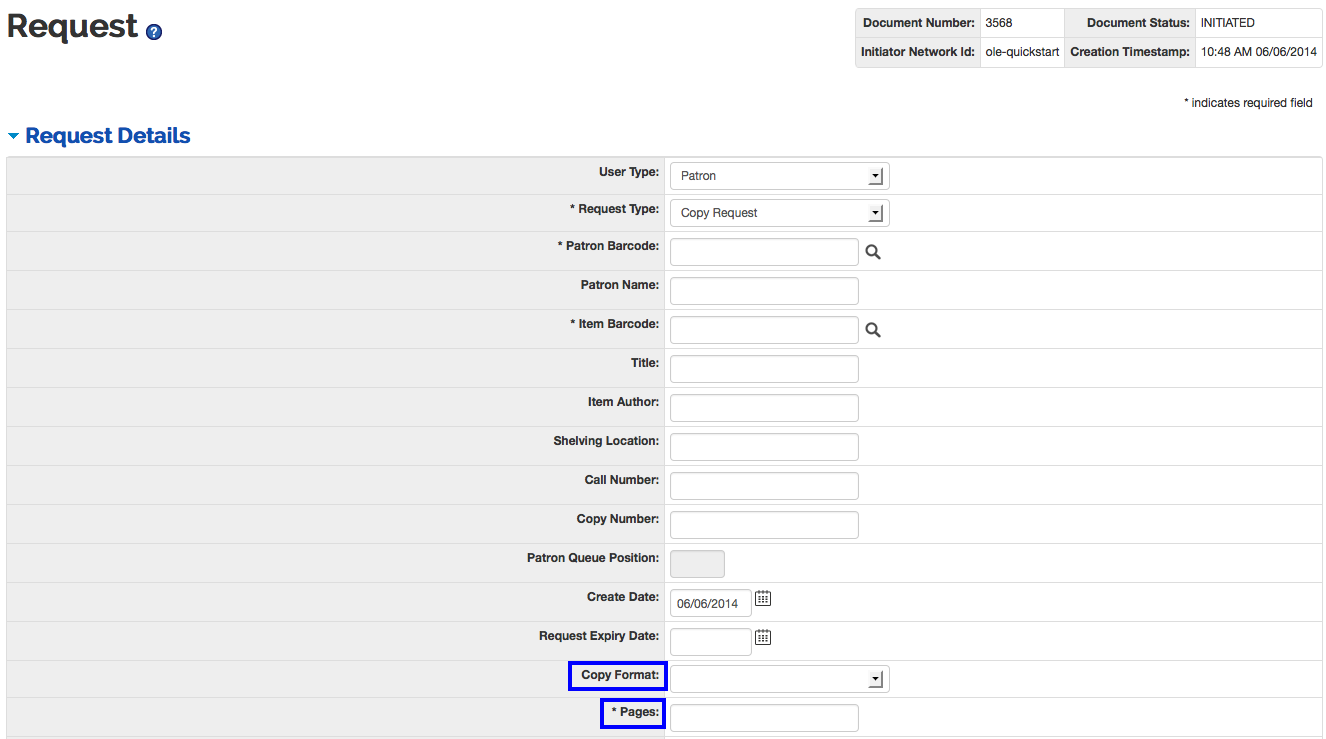 Request ?
Document Number: 3568 Document Status: INITIATED
Initiator Network Id: ole-quickstart Creation Timestamp: 10:48 AM 06/06/2014
* indicates required field
Request Details
User Type: Patron
* Request Type: Copy Request
* Patron Barcode:
Patron Name:
* Item Barcode:
Title:
Item Author:
Shelving Location:
Call Number:
Copy Number:
Patron Queue Position:
Create Date: 06/06/2014
Request Expiry Date:
Copy Format:
* Pages: